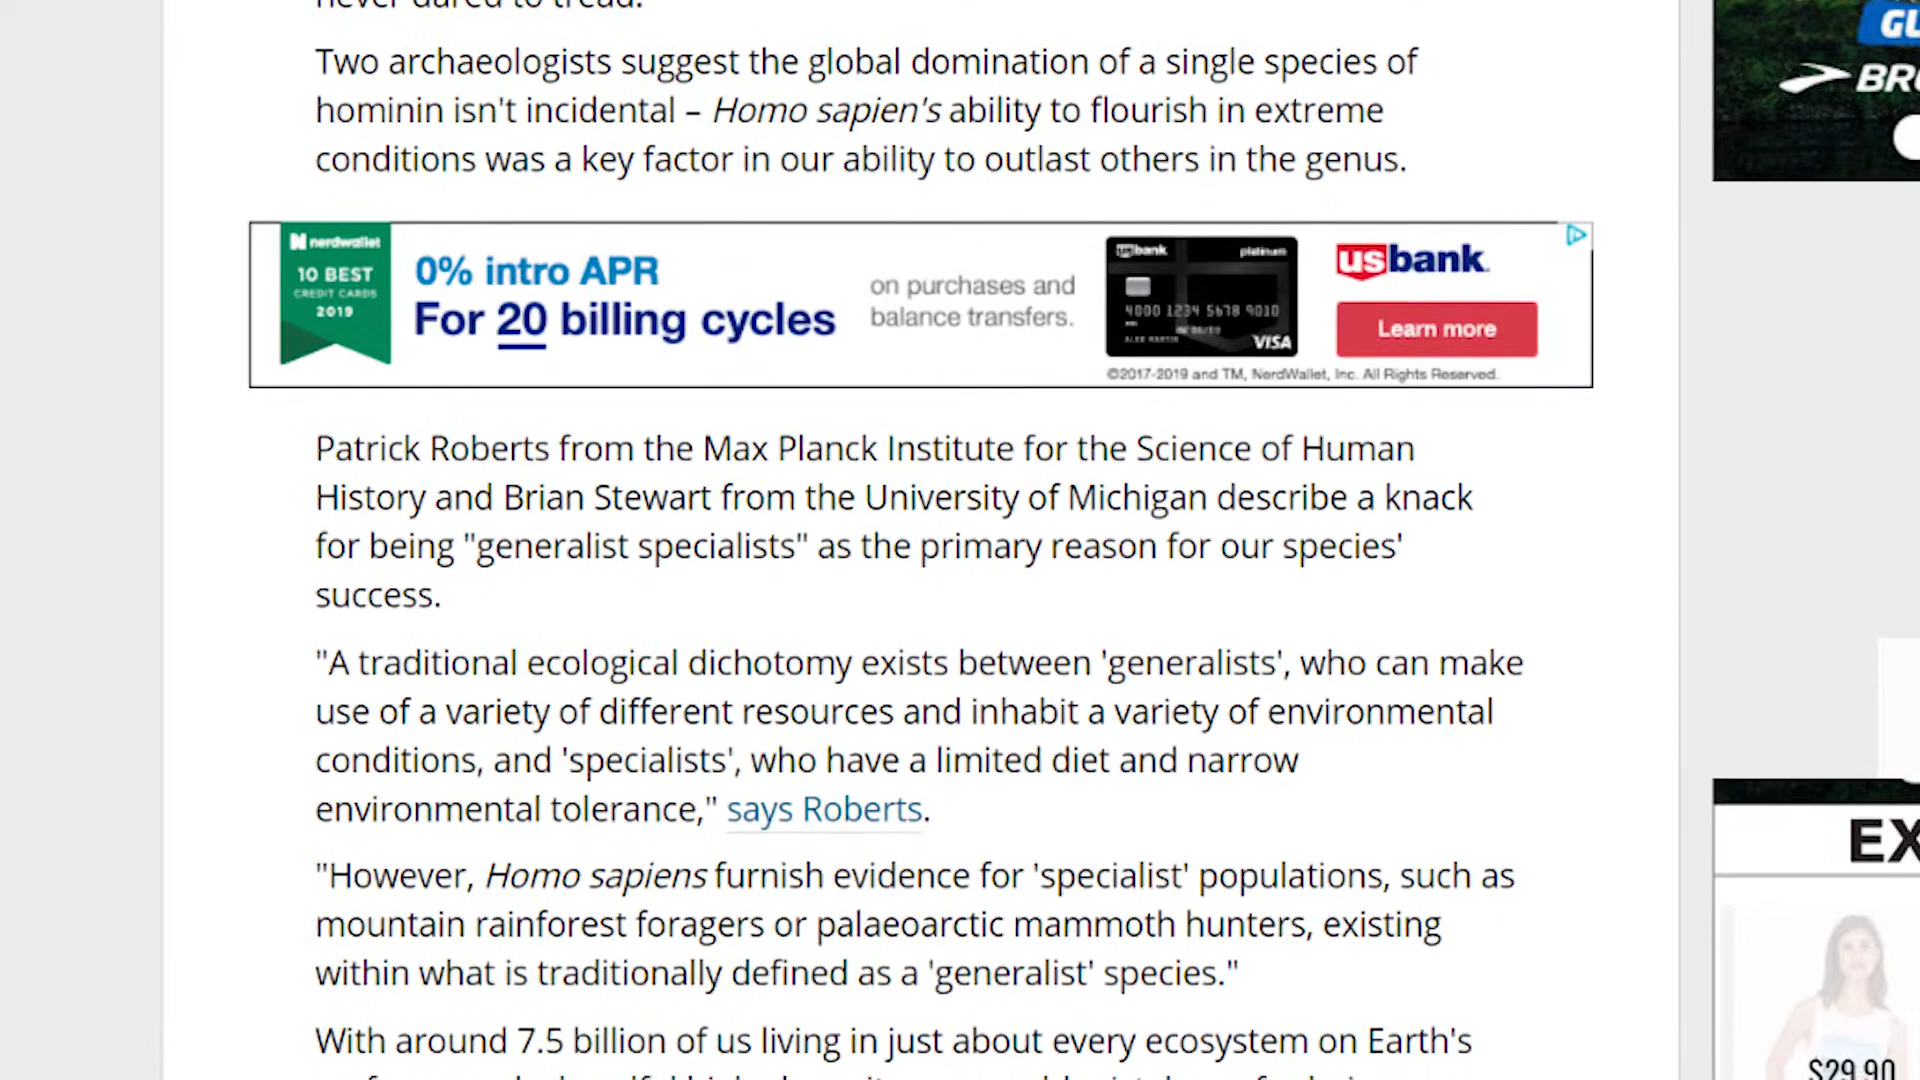 never dared to tread.
Two archaeologists suggest the global domination of a single species of
hominin isn't incidental – Homo sapien's ability to flourish in extreme
conditions was a key factor in our ability to outlast others in the genus.
nerdwallet
10 BEST
CREDIT CARDS
2019
0% intro APR
For 20 billing cycles
on purchases and
balance transfers.
usbank platinum
4000 1234 5678 9010
VISA
usbank
Learn more
©2017-2019 and TM, NerdWallet, Inc. All Rights Reserved.
Patrick Roberts from the Max Planck Institute for the Science of Human
History and Brian Stewart from the University of Michigan describe a knack
for being "generalist specialists" as the primary reason for our species'
success.
"A traditional ecological dichotomy exists between 'generalists', who can make
use of a variety of different resources and inhabit a variety of environmental
conditions, and 'specialists', who have a limited diet and narrow
environmental tolerance," says Roberts.
"However, Homo sapiens furnish evidence for 'specialist' populations, such as
mountain rainforest foragers or palaeoarctic mammoth hunters, existing
within what is traditionally defined as a 'generalist' species."
With around 7.5 billion of us living in just about every ecosystem on Earth's
GL
BR
EX
$29.90